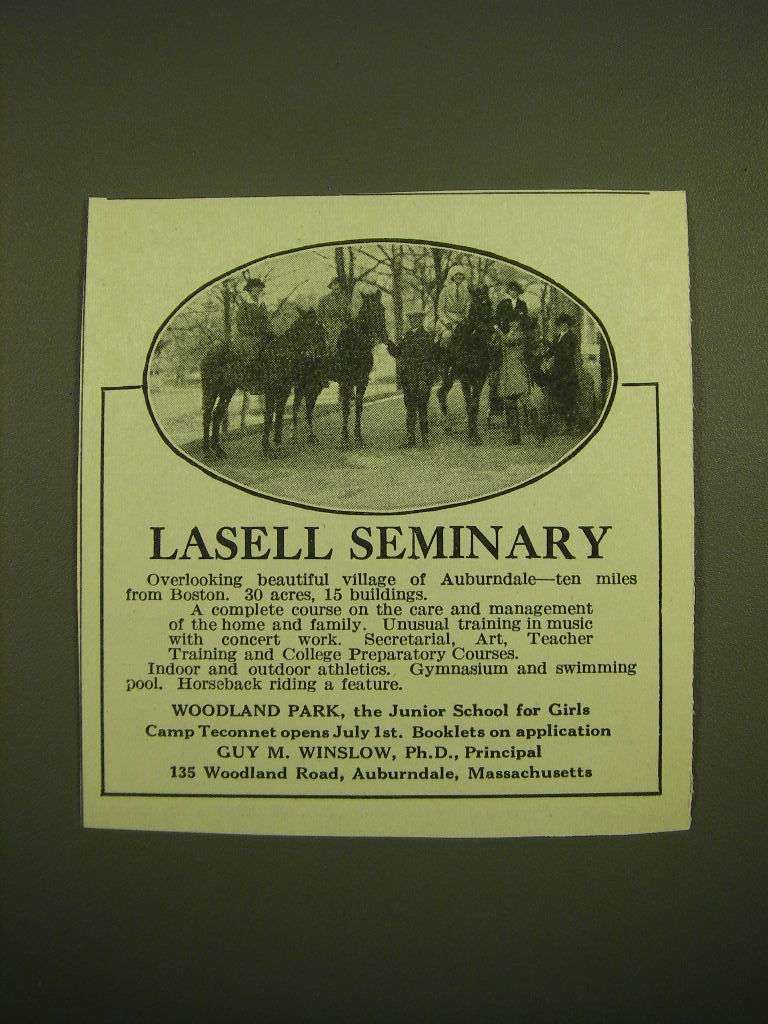 LASELL SEMINARY
Overlooking beautiful village of Auburndale—ten miles
from Boston. 30 acres, 15 buildings.
A complete course on the care and management
of the home and family. Unusual training in music
with concert work. Secretarial, Art, Teacher
Training and College Preparatory Courses.
Indoor and outdoor athletics. Gymnasium and swimming
pool. Horseback riding a feature.
WOODLAND PARK, the Junior School for Girls
Camp Teconnet opens July 1st. Booklets on application
GUY M. WINSLOW, Ph.D., Principal
135 Woodland Road, Auburndale, Massachusetts